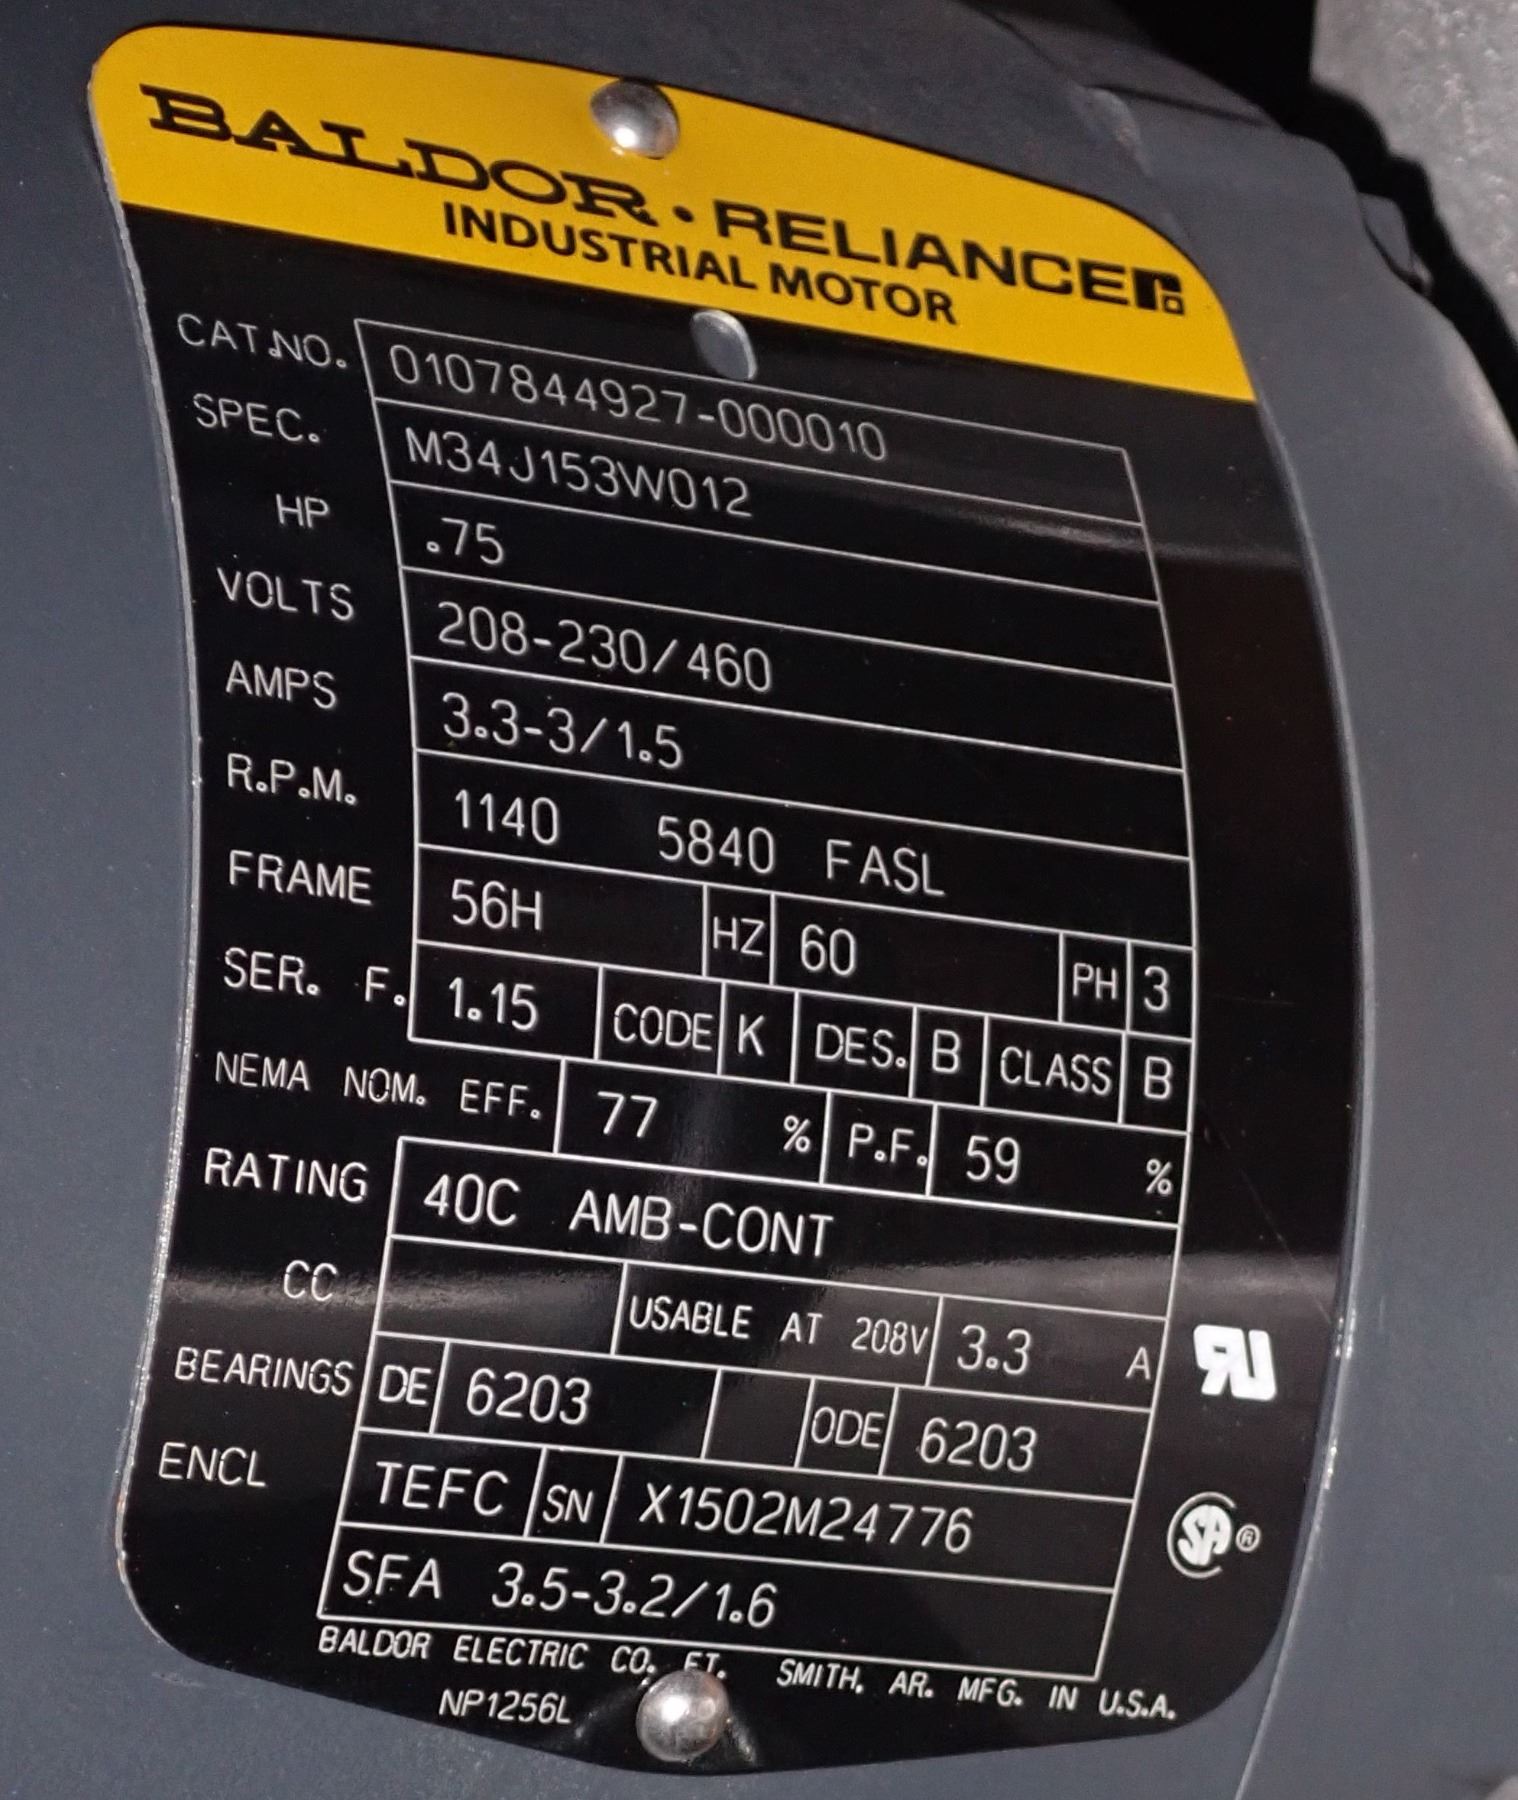 BALDOR • RELIANCE
INDUSTRIAL MOTOR
CAT.NO. 0107844927-000010
SPEC. M34J153W012
HP .75
VOLTS 208-230/460
AMPS 3.3-3/1.5
R.P.M. 1140 5840 FASL
FRAME 56H HZ 60 PH 3
SER. F. 1.15 CODE K DES. B CLASS B
NEMA NOM. EFF. 77 % P.F. 59 %
RATING 40C AMB-CONT
CC USABLE AT 208V 3.3 A
BEARINGS DE 6203 ODE 6203
ENCL TEFC SN X1502M24776
SFA 3.5-3.2/1.6
BALDOR ELECTRIC CO. FT. SMITH, AR. MFG. IN U.S.A.
NP1256L
RU
SA ®